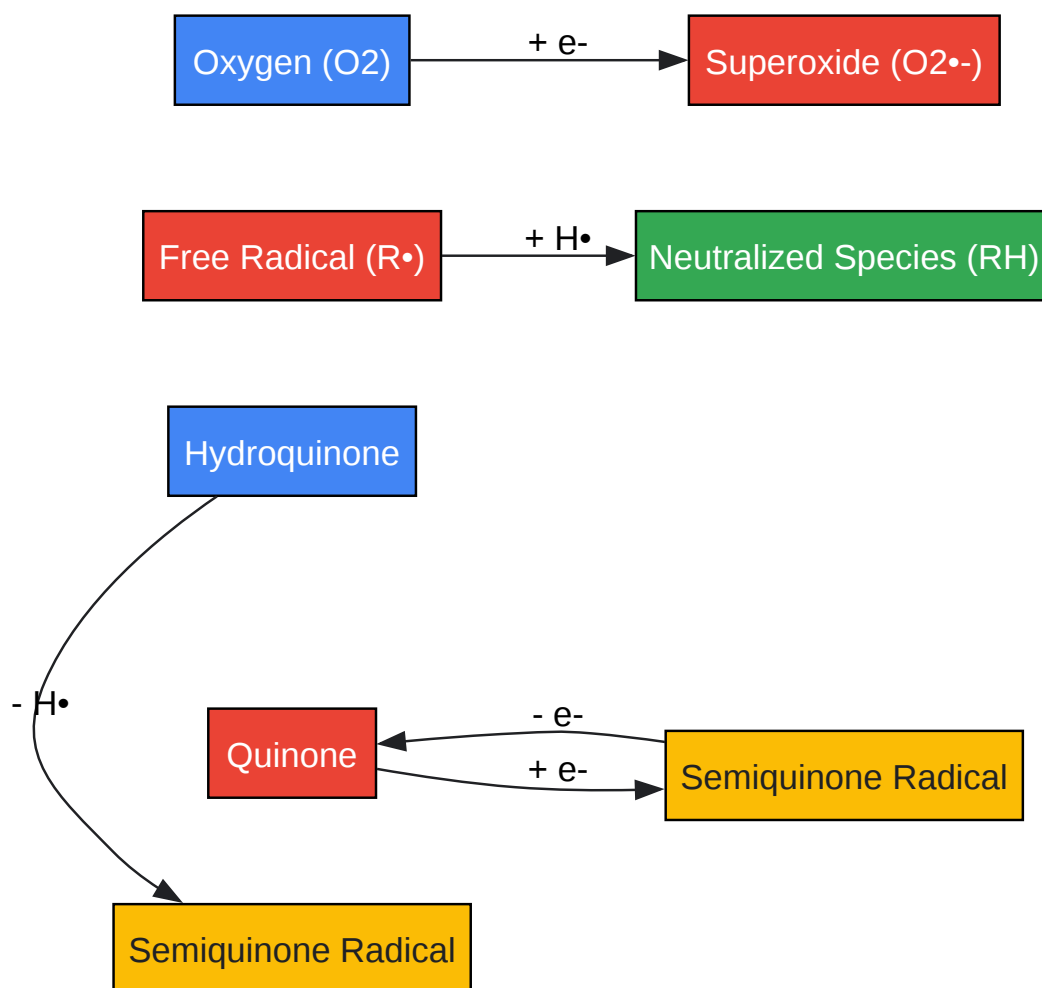 Oxygen (O2)
+ e-
Superoxide (O2•-)
Free Radical (R•)
+ H•
Neutralized Species (RH)
Hydroquinone
- H•
Quinone
- e-
+ e-
Semiquinone Radical
Semiquinone Radical